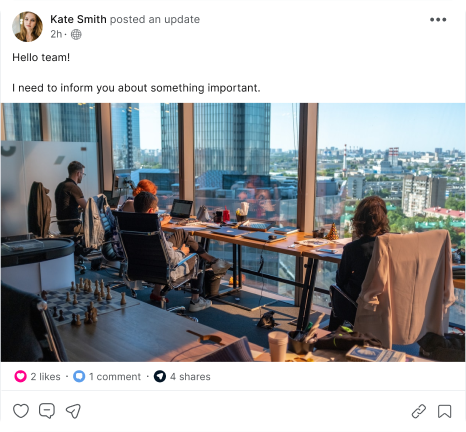 Kate Smith posted an update
2h ·
Hello team!
I need to inform you about something important.
2 likes · 1 comment · 4 shares